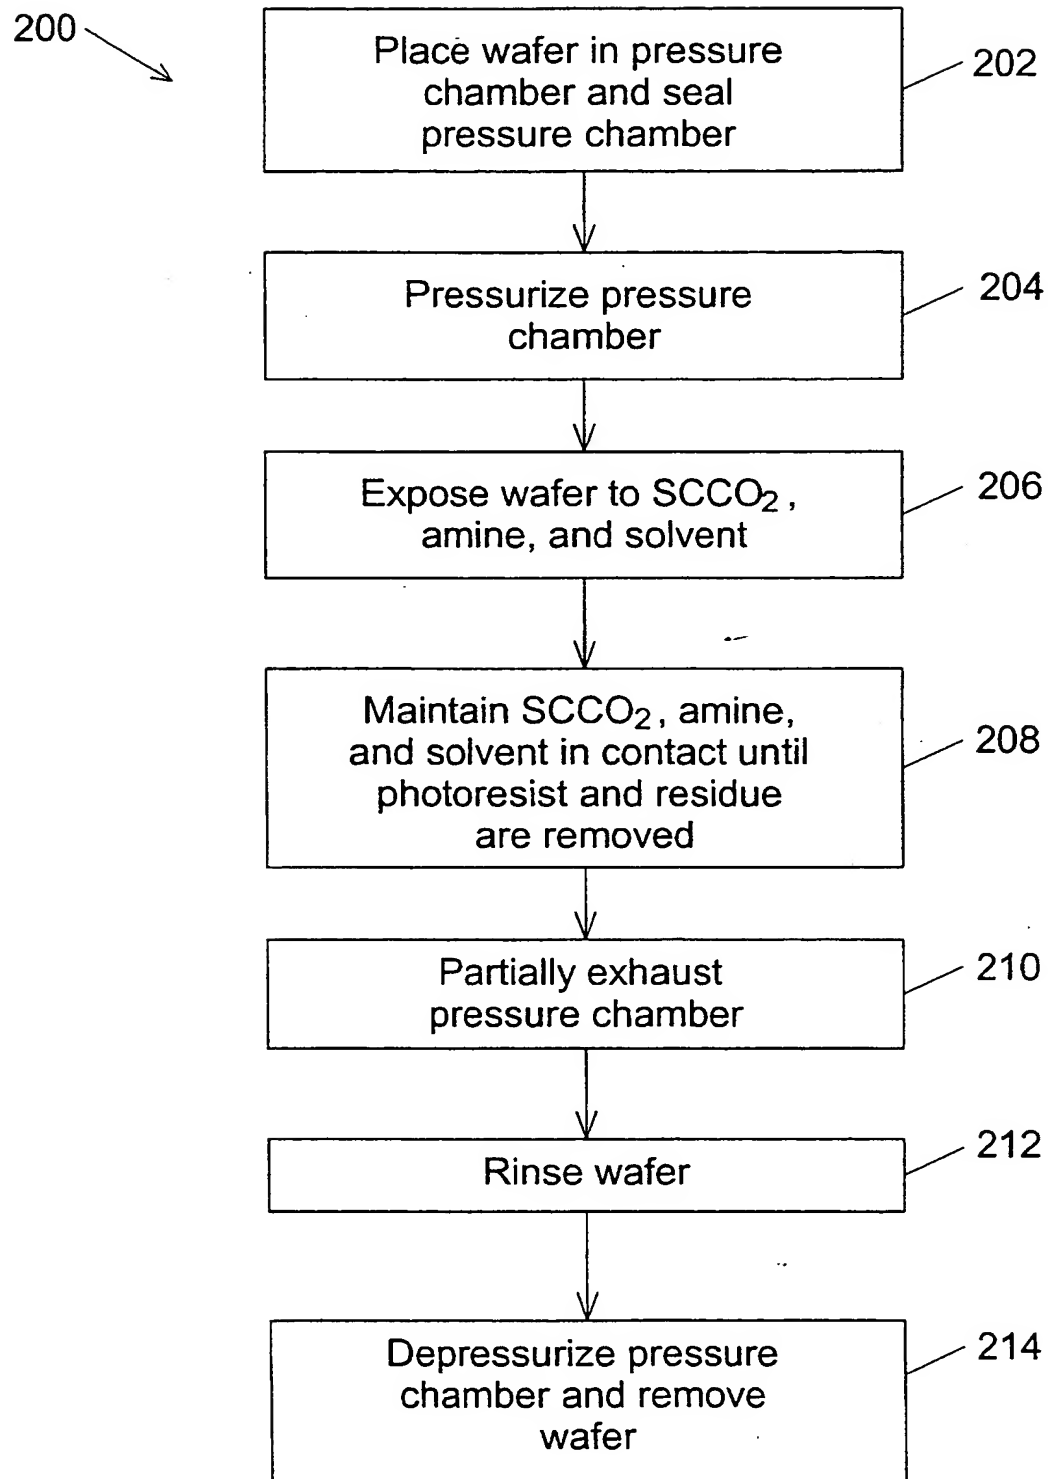 200
Place wafer in pressure
chamber and seal
pressure chamber
202
Pressurize pressure
chamber
204
Expose wafer to SCCO₂,
amine, and solvent
206
Maintain SCCO₂, amine,
and solvent in contact until
photoresist and residue
are removed
208
Partially exhaust
pressure chamber
210
Rinse wafer
212
Depressurize pressure
chamber and remove
wafer
214